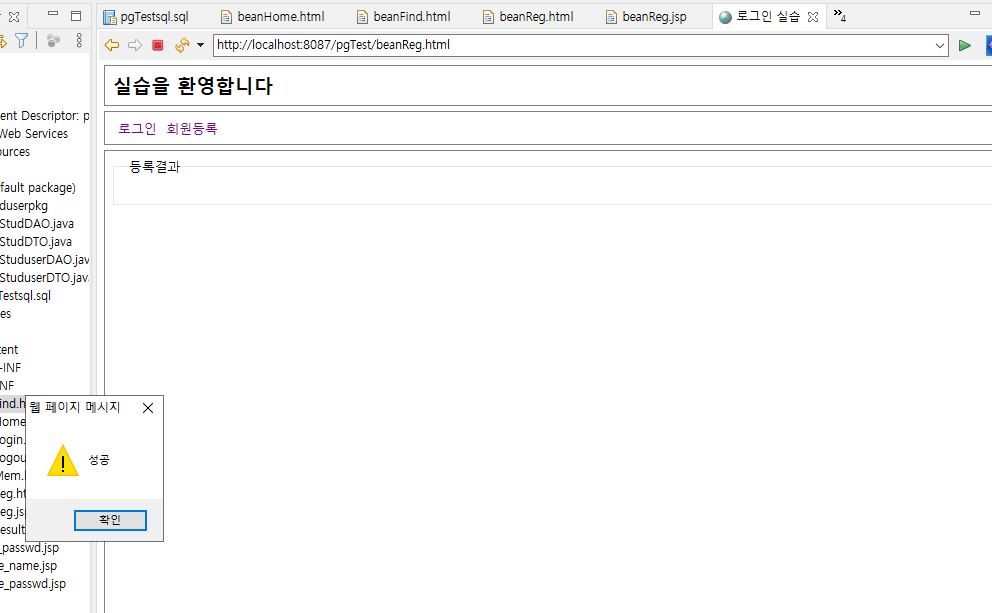 pgTestsql.sql beanHome.html beanFind.html beanReg.html beanReg.jsp 로그인 실습 »4
http://localhost:8087/pgTest/beanReg.html
실습을 환영합니다
로그인 회원등록
등록결과
ent Descriptor: p
Web Services
ources
fault package)
duserpkg
StudDAO.java
StudDTO.java
StuduserDAO.jav
StuduserDTO.java
Testsql.sql
es
tent
-INF
NF
ind.h
Home
ogin.
ogou
Mem.
eg.ht
eg.js
esult
_passwd.jsp
e_name.jsp
e_passwd.jsp
웹 페이지 메시지
성공
확인